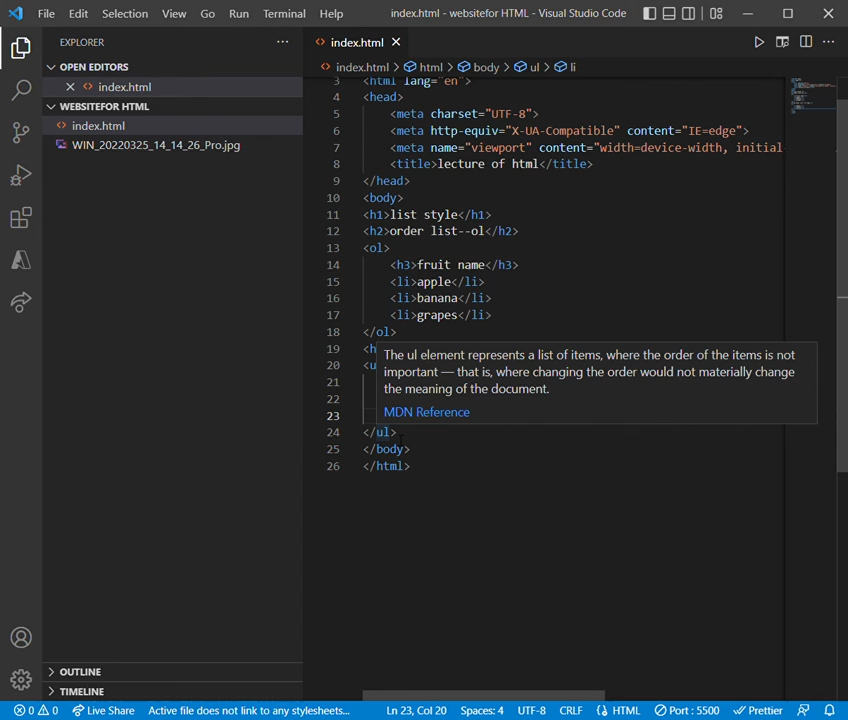 File Edit Selection View Go Run Terminal Help index.html - websitefor HTML - Visual Studio Code
EXPLORER
OPEN EDITORS
index.html
WEBSITEFOR HTML
index.html
WIN_20220325_14_14_26_Pro.jpg
OUTLINE
TIMELINE
index.html
index.html > html > body > ul > li
3 <html lang="en">
4 <head>
5 <meta charset="UTF-8">
6 <meta http-equiv="X-UA-Compatible" content="IE=edge">
7 <meta name="viewport" content="width=device-width, initial-
8 <title>lecture of html</title>
9 </head>
10 <body>
11 <h1>list style</h1>
12 <h2>order list--ol</h2>
13 <ol>
14 <h3>fruit name</h3>
15 <li>apple</li>
16 <li>banana</li>
17 <li>grapes</li>
18 </ol>
19 <h
20 <u
21
22
23
24 </ul>
25 </body>
26 </html>
The ul element represents a list of items, where the order of the items is not
important — that is, where changing the order would not materially change
the meaning of the document.
MDN Reference
0 0 Live Share Active file does not link to any stylesheets... Ln 23, Col 20 Spaces: 4 UTF-8 CRLF HTML Port : 5500 Prettier